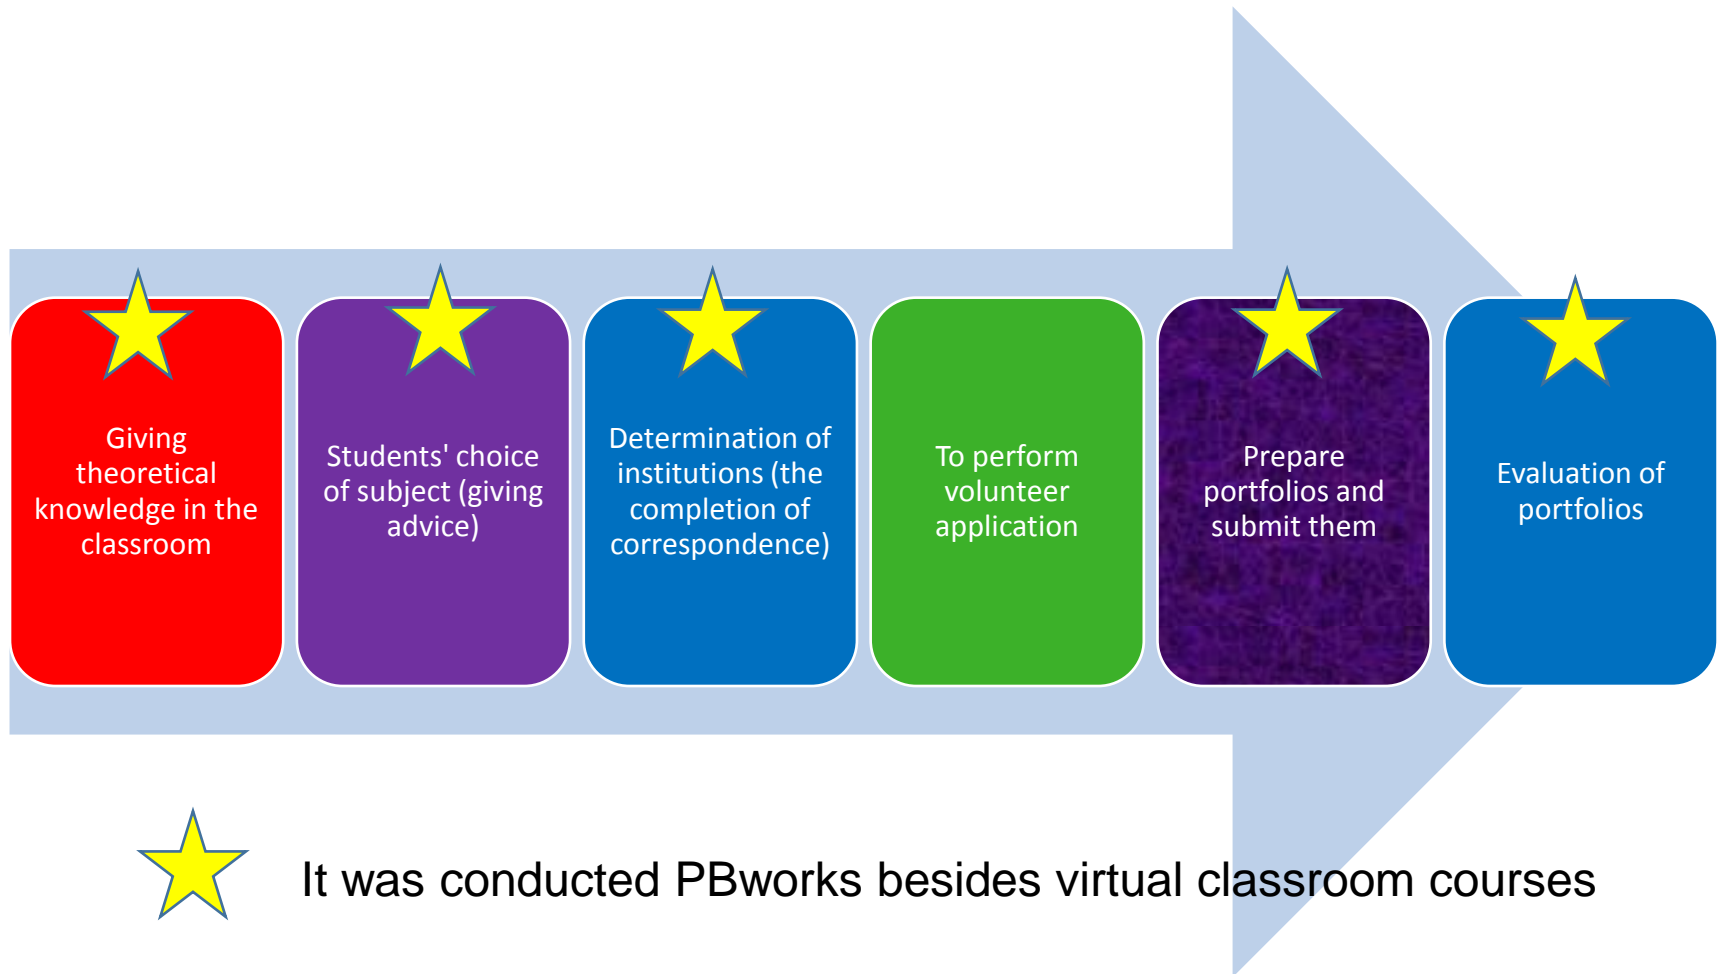 Giving
theoretical
knowledge in the
classroom
Students' choice
of subject (giving
advice)
Determination of
institutions (the
completion of
correspondence)
To perform
volunteer
application
Prepare
portfolios and
submit them
Evaluation of
portfolios
It was conducted PBworks besides virtual classroom courses